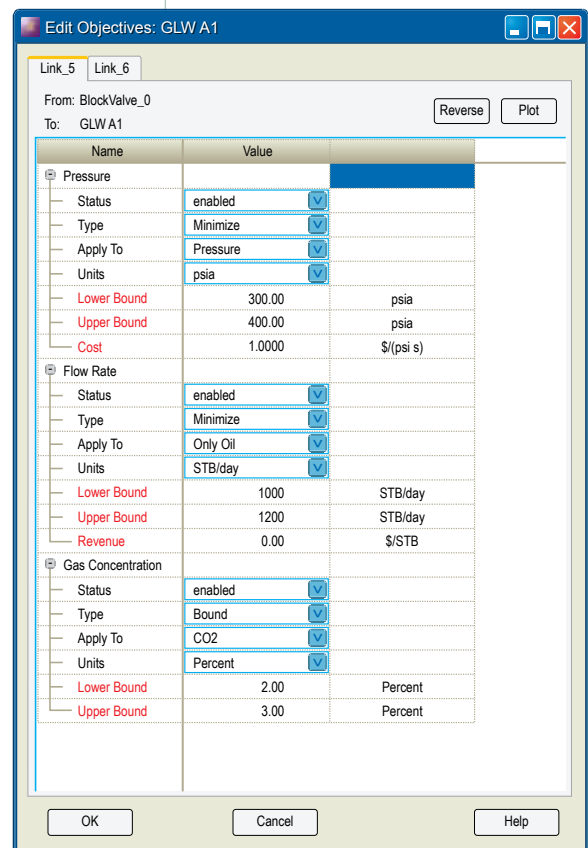 Edit Objectives: GLW A1
Link_5 Link_6
From: BlockValve_0
Reverse Plot
To: GLW A1
Name Value
Pressure
Status enabled
Type Minimize
Apply To Pressure
Units psia
Lower Bound 300.00 psia
Upper Bound 400.00 psia
Cost 1.0000 $/(psi s)
Flow Rate
Status enabled
Type Minimize
Apply To Only Oil
Units STB/day
Lower Bound 1000 STB/day
Upper Bound 1200 STB/day
Revenue 0.00 $/STB
Gas Concentration
Status enabled
Type Bound
Apply To CO2
Units Percent
Lower Bound 2.00 Percent
Upper Bound 3.00 Percent
OK Cancel Help